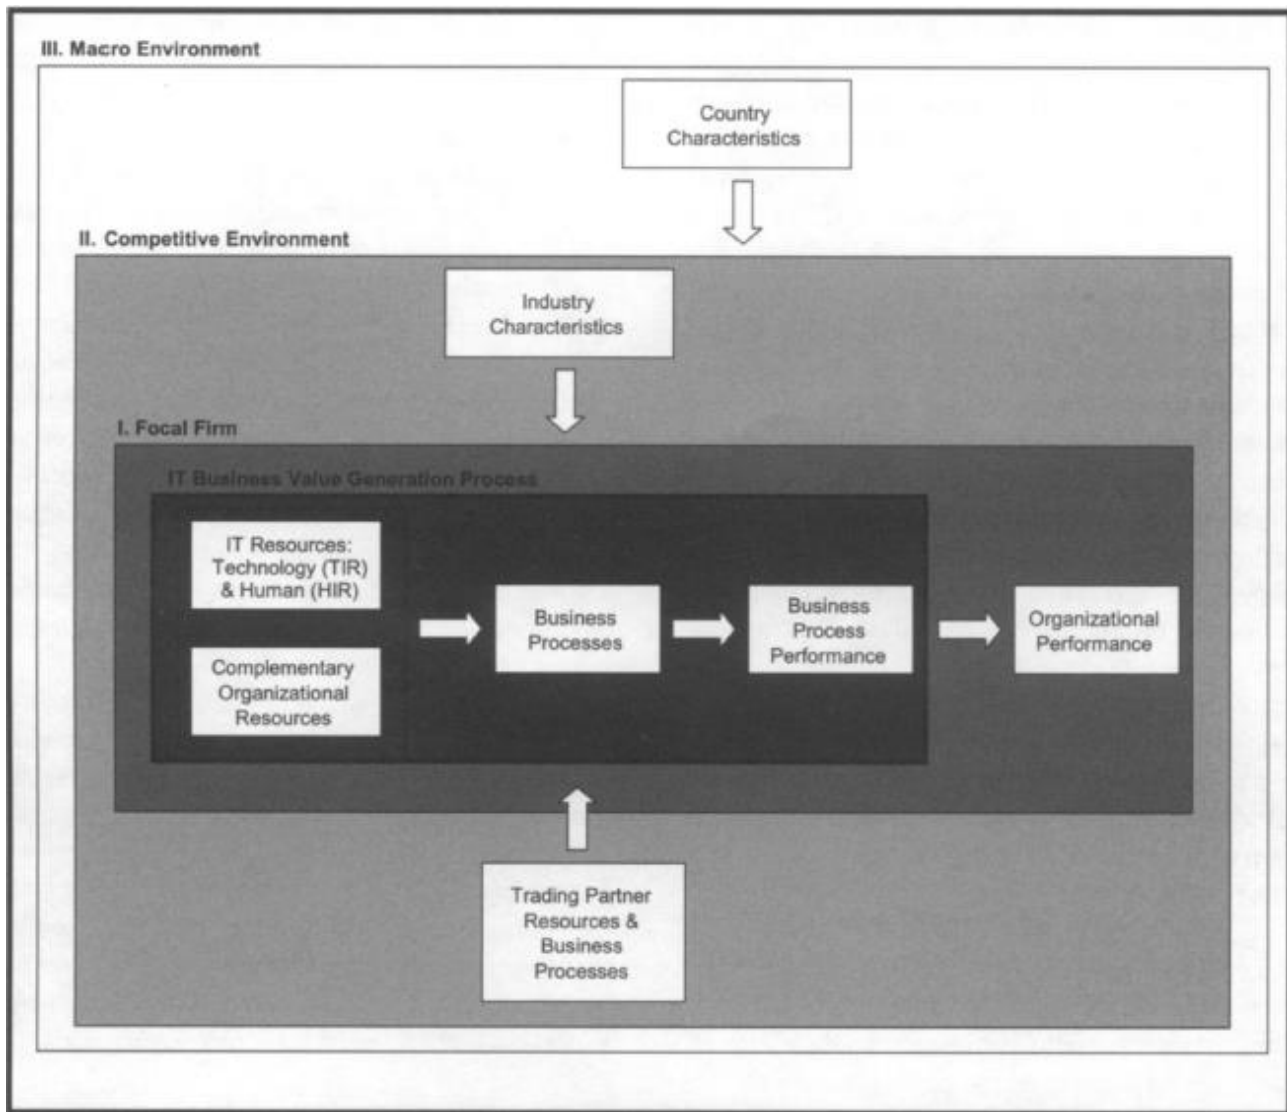 III. Macro Environment
Country
Characteristics
II. Competitive Environment
Industry
Characteristics
I. Focal Firm
IT Business Value Generation Process
IT Resources:
Technology (TIR)
& Human (HIR)
Complementary
Organizational
Resources
Business
Processes
Business
Process
Performance
Organizational
Performance
Trading Partner
Resources &
Business
Processes